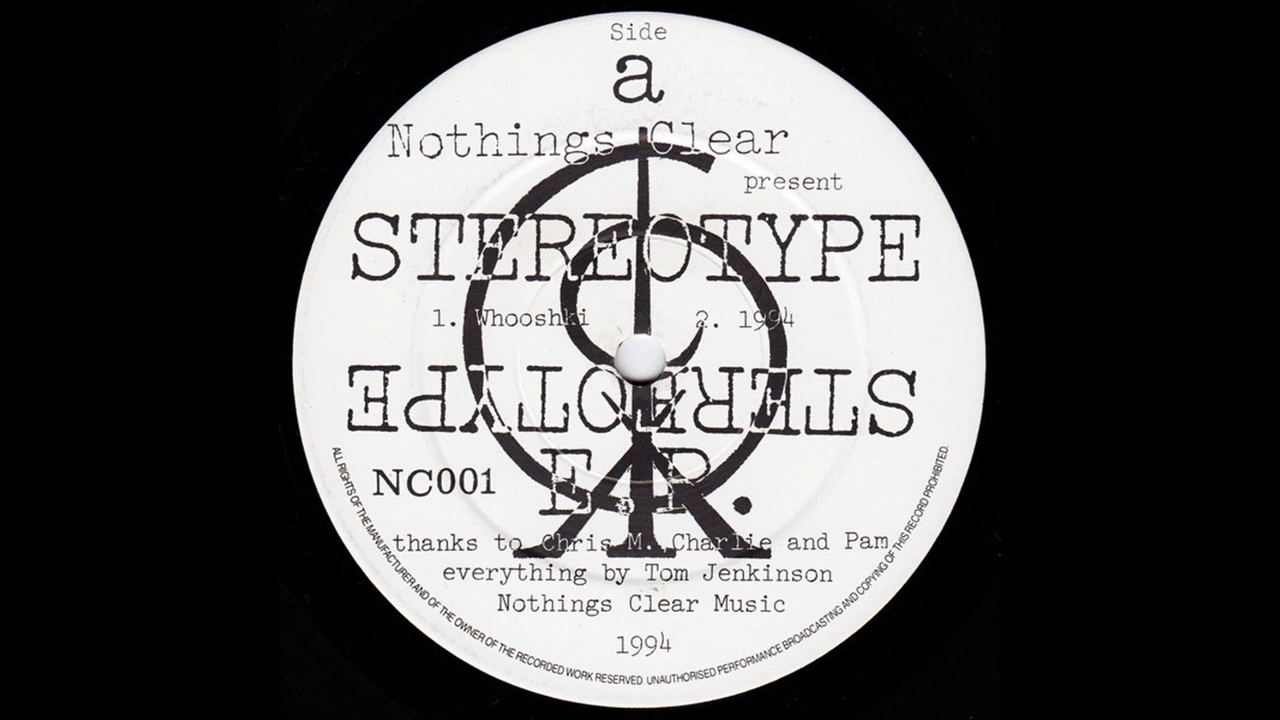 Side
a
Nothings Clear
present
STEREOTYPE
1. Whooshki 2. 1994
STEREOTYPE
E.P.
NC001
thanks to Chris M. Charlie and Pam
everything by Tom Jenkinson
Nothings Clear Music
1994
ALL RIGHTS OF THE MANUFACTURER AND OF THE OWNER OF THE RECORDED WORK RESERVED. UNAUTHORISED PERFORMANCE BROADCASTING AND COPYING OF THIS RECORD PROHIBITED.